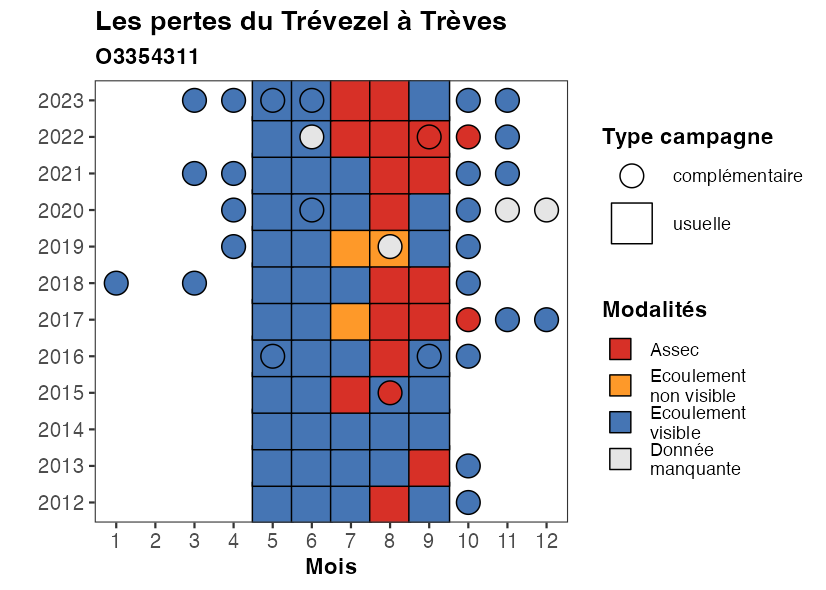 Les pertes du Trévezel à Trèves
O3354311
2023
2022
2021
2020
2019
2018
2017
2016
2015
2014
2013
2012
1 2 3 4 5 6 7 8 9 10 11 12
Mois
Type campagne
complémentaire
usuelle
Modalités
Assec
Ecoulement
non visible
Ecoulement
visible
Donnée
manquante